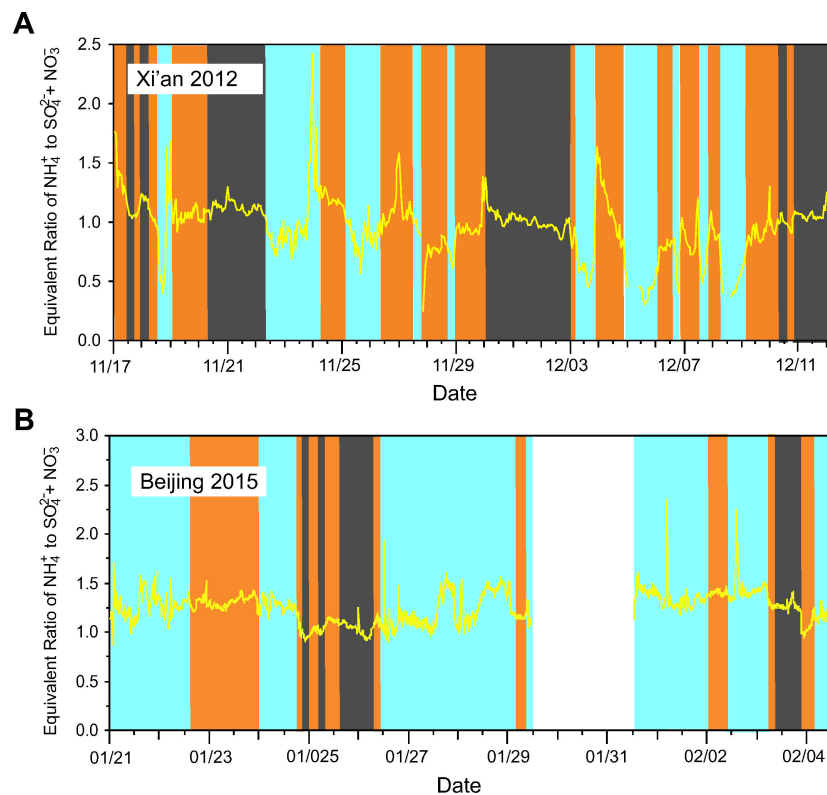 A
Equivalent Ratio of NH₄⁺ to SO₄²⁻+ NO₃⁻
2.5
2.0
1.5
1.0
0.5
0.0
Xi'an 2012
11/17 11/21 11/25 11/29 12/03 12/07 12/11
Date
B
Equivalent Ratio of NH₄⁺ to SO₄²⁻+ NO₃⁻
3.0
2.5
2.0
1.5
1.0
0.5
0.0
Beijing 2015
01/21 01/23 01/025 01/27 01/29 01/31 02/02 02/04
Date